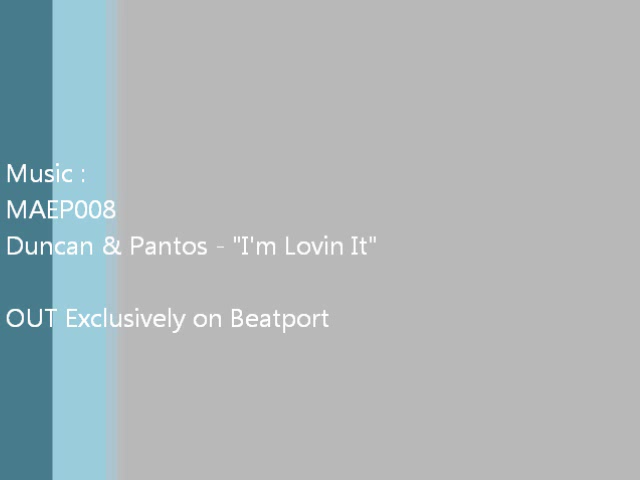 Music :
MAEP008
Duncan & Pantos - "I'm Lovin It"
OUT Exclusively on Beatport